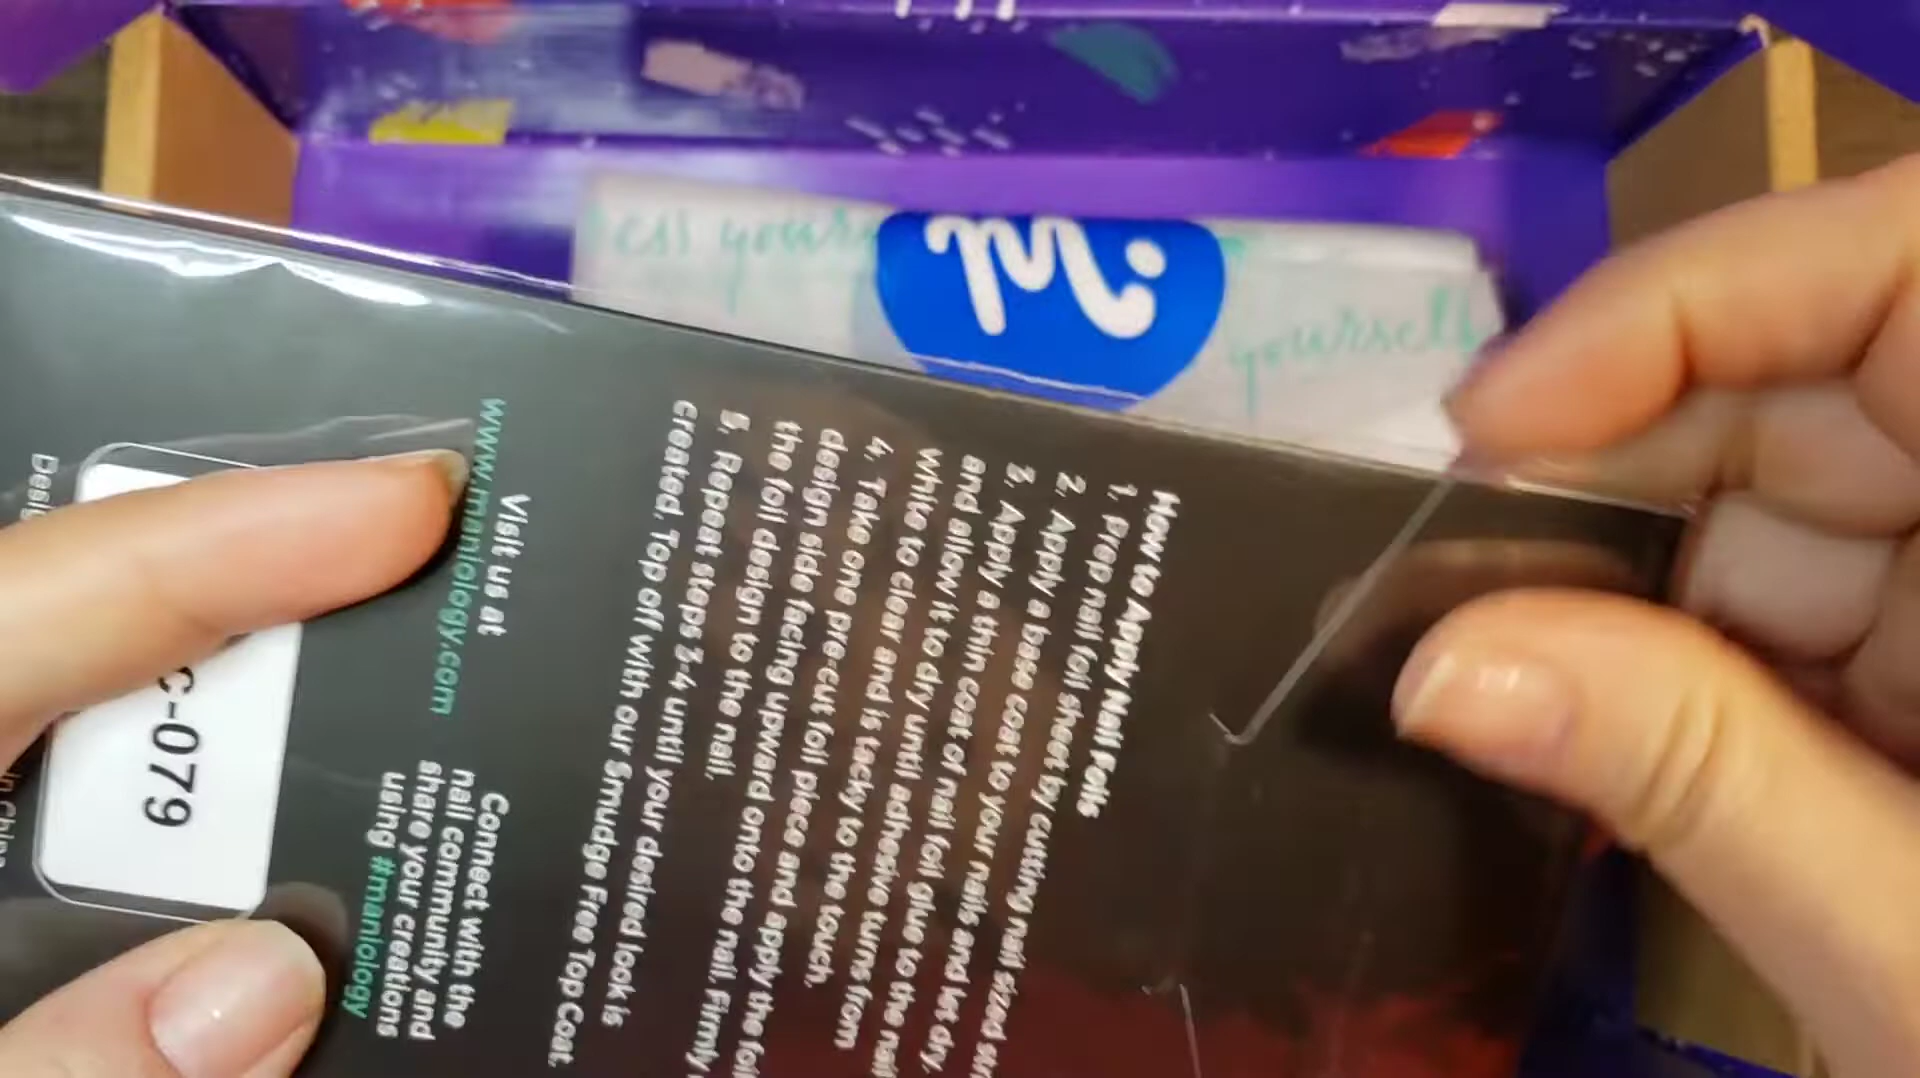 How to Apply Nail Foils
1. Prep nail foil sheet by cutting nail sized
2. Apply a base coat to your nails and let dry.
3. Apply a thin coat of nail foil glue to the nail
and allow it to dry until adhesive turns from
white to clear and is tacky to the touch.
4. Take one pre-cut foil piece and apply the foil
design side facing upward onto the nail. Firmly
the foil design to the nail.
5. Repeat steps 2-4 until your desired look is
created. Top off with our Smudge Free Top Coat.
Visit us at
www.maniology.com
Connect with the
nail community and
share your creations
using #maniology
C-079
yourself